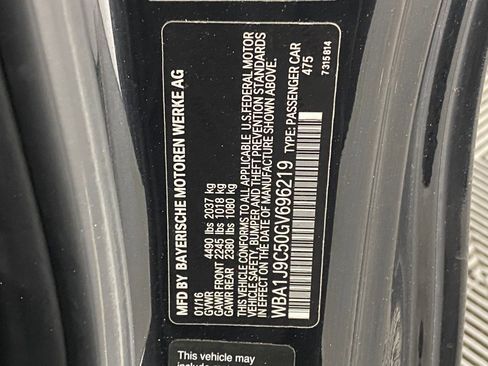 MFD BY BAYERISCHE MOTOREN WERKE AG
01/16
GVWR 4490 lbs 2037 kg
GAWR FRONT 2245 lbs 1018 kg
GAWR REAR 2380 lbs 1080 kg
THIS VEHICLE CONFORMS TO ALL APPLICABLE U.S. FEDERAL MOTOR
VEHICLE SAFETY, BUMPER AND THEFT PREVENTION STANDARDS
IN EFFECT ON THE DATE OF MANUFACTURE SHOWN ABOVE.
WBA1J9C50GV696219 TYPE: PASSENGER CAR
475
7315814
This vehicle may